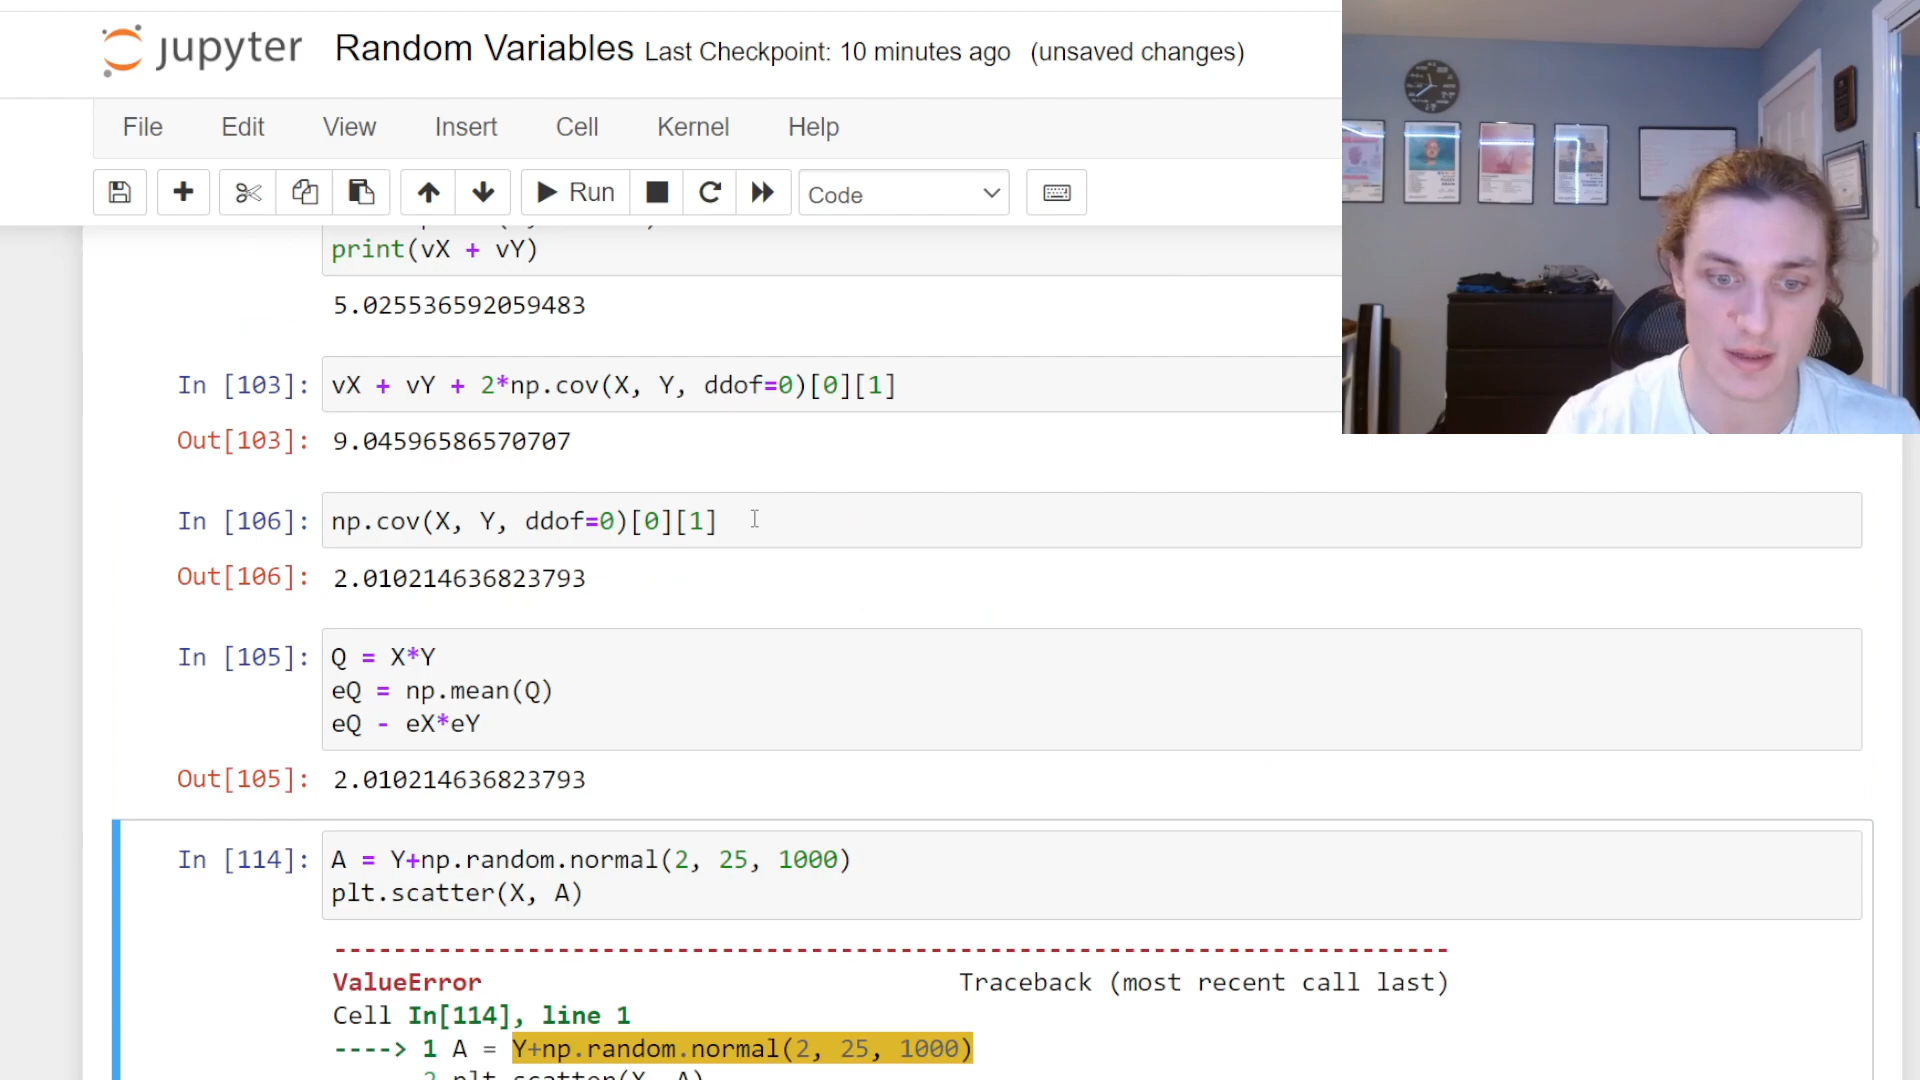 jupyter Random Variables Last Checkpoint: 10 minutes ago (unsaved changes)
File Edit View Insert Cell Kernel Help
Run Code
print(vX + vY)
5.025536592059483
In [103]: vX + vY + 2*np.cov(X, Y, ddof=0)[0][1]
Out[103]: 9.04596586570707
In [106]: np.cov(X, Y, ddof=0)[0][1]
Out[106]: 2.010214636823793
In [105]: Q = X*Y
eQ = np.mean(Q)
eQ - eX*eY
Out[105]: 2.010214636823793
In [114]: A = Y+np.random.normal(2, 25, 1000)
plt.scatter(X, A)
---------------------------------------------------------------------------
ValueError Traceback (most recent call last)
Cell In[114], line 1
----> 1 A = Y+np.random.normal(2, 25, 1000)
2 plt.scatter(X, A)